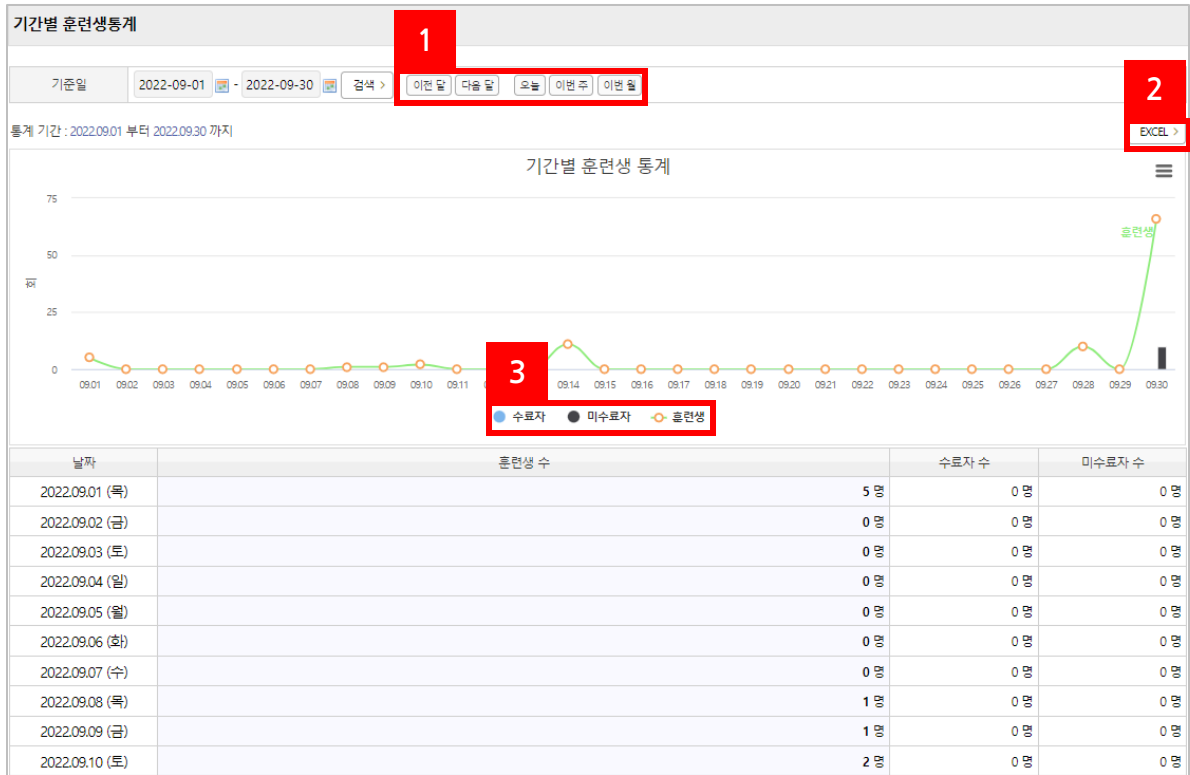 기간별 훈련생통계
1
기준일 2022-09-01 - 2022-09-30 검색 > 이전 달 다음 달 오늘 이번 주 이번 월
2
통계 기간 : 2022.09.01 부터 2022.09.30 까지
EXCEL >
기간별 훈련생 통계
75
훈련생
50
회
25
0
09.01 09.02 09.03 09.04 09.05 09.06 09.07 09.08 09.09 09.10 09.11 09.14 09.15 09.16 09.17 09.18 09.19 09.20 09.21 09.22 09.23 09.24 09.25 09.26 09.27 09.28 09.29 09.30
3
수료자 미수료자 훈련생
날짜 훈련생 수 수료자 수 미수료자 수
2022.09.01 (목) 5 명 0 명 0 명
2022.09.02 (금) 0 명 0 명 0 명
2022.09.03 (토) 0 명 0 명 0 명
2022.09.04 (일) 0 명 0 명 0 명
2022.09.05 (월) 0 명 0 명 0 명
2022.09.06 (화) 0 명 0 명 0 명
2022.09.07 (수) 0 명 0 명 0 명
2022.09.08 (목) 1 명 0 명 0 명
2022.09.09 (금) 1 명 0 명 0 명
2022.09.10 (토) 2 명 0 명 0 명